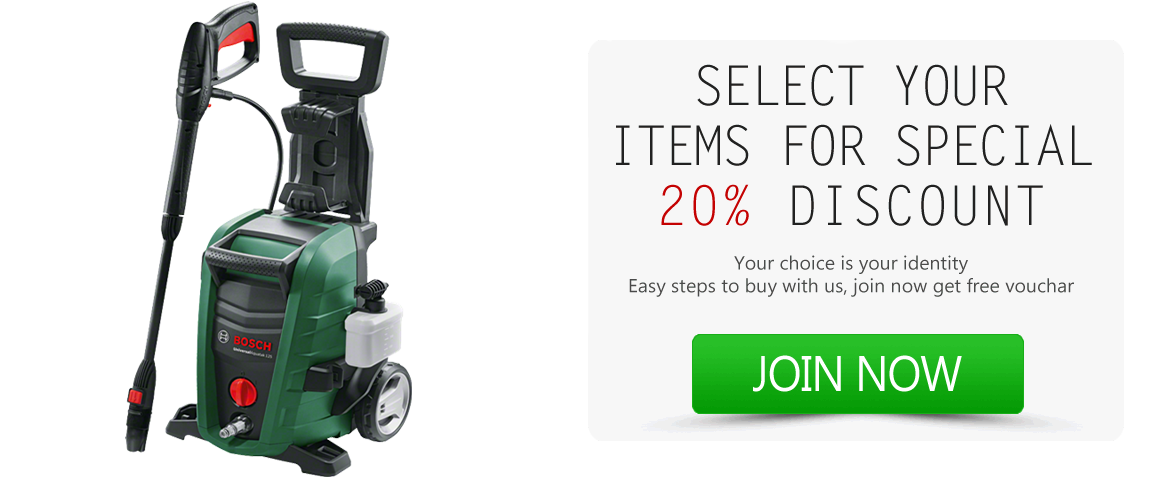 BOSCH
SELECT YOUR
ITEMS FOR SPECIAL
20% DISCOUNT
Your choice is your identity
Easy steps to buy with us, join now get free vouchar
JOIN NOW